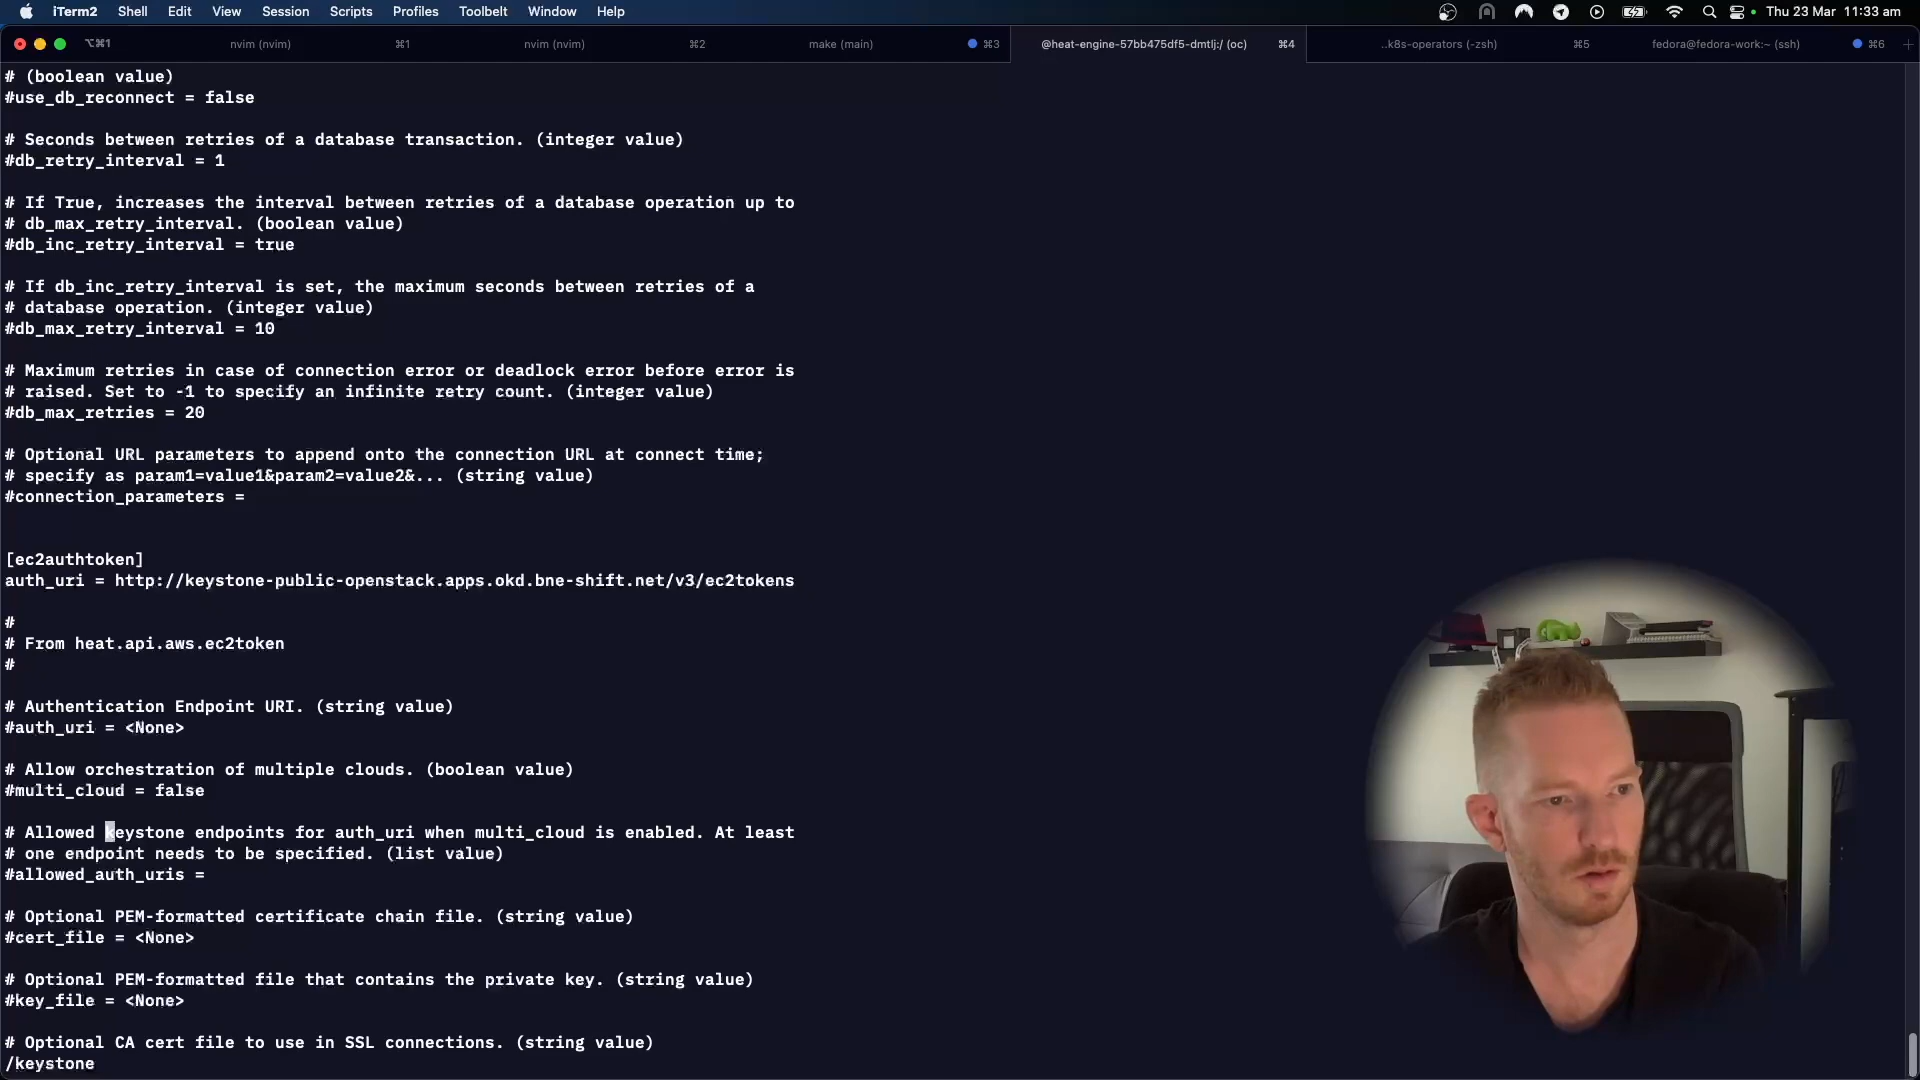 iTerm2 Shell Edit View Session Scripts Profiles Toolbelt Window Help Thu 23 Mar 11:33 am
⌥⌘1 nvim (nvim) ⌘1 nvim (nvim) ⌘2 make (main) ⌘3 @heat-engine-57bb475df5-dmtlj:/ (oc) ⌘4 ..k8s-operators (-zsh) ⌘5 fedora@fedora-work:~ (ssh) ⌘6
# (boolean value)
#use_db_reconnect = false
# Seconds between retries of a database transaction. (integer value)
#db_retry_interval = 1
# If True, increases the interval between retries of a database operation up to
# db_max_retry_interval. (boolean value)
#db_inc_retry_interval = true
# If db_inc_retry_interval is set, the maximum seconds between retries of a
# database operation. (integer value)
#db_max_retry_interval = 10
# Maximum retries in case of connection error or deadlock error before error is
# raised. Set to -1 to specify an infinite retry count. (integer value)
#db_max_retries = 20
# Optional URL parameters to append onto the connection URL at connect time;
# specify as param1=value1&param2=value2&... (string value)
#connection_parameters =
[ec2authtoken]
auth_uri = http://keystone-public-openstack.apps.okd.bne-shift.net/v3/ec2tokens
#
# From heat.api.aws.ec2token
#
# Authentication Endpoint URI. (string value)
#auth_uri = <None>
# Allow orchestration of multiple clouds. (boolean value)
#multi_cloud = false
# Allowed keystone endpoints for auth_uri when multi_cloud is enabled. At least
# one endpoint needs to be specified. (list value)
#allowed_auth_uris =
# Optional PEM-formatted certificate chain file. (string value)
#cert_file = <None>
# Optional PEM-formatted file that contains the private key. (string value)
#key_file = <None>
# Optional CA cert file to use in SSL connections. (string value)
/keystone